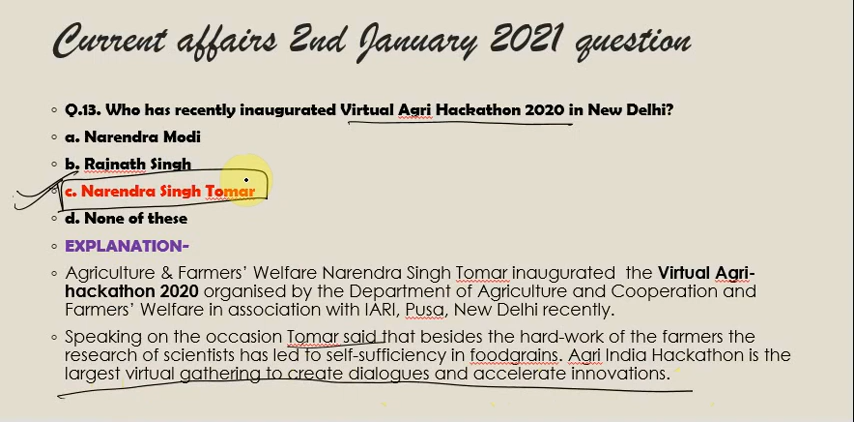 Current affairs 2nd January 2021 question
Q.13. Who has recently inaugurated Virtual Agri Hackathon 2020 in New Delhi?
a. Narendra Modi
b. Rajnath Singh
c. Narendra Singh Tomar
d. None of these
EXPLANATION-
Agriculture & Farmers' Welfare Narendra Singh Tomar inaugurated the Virtual Agri-
hackathon 2020 organised by the Department of Agriculture and Cooperation and
Farmers' Welfare in association with IARI, Pusa, New Delhi recently.
Speaking on the occasion Tomar said that besides the hard-work of the farmers the
research of scientists has led to self-sufficiency in foodgrains. Agri India Hackathon is the
largest virtual gathering to create dialogues and accelerate innovations.